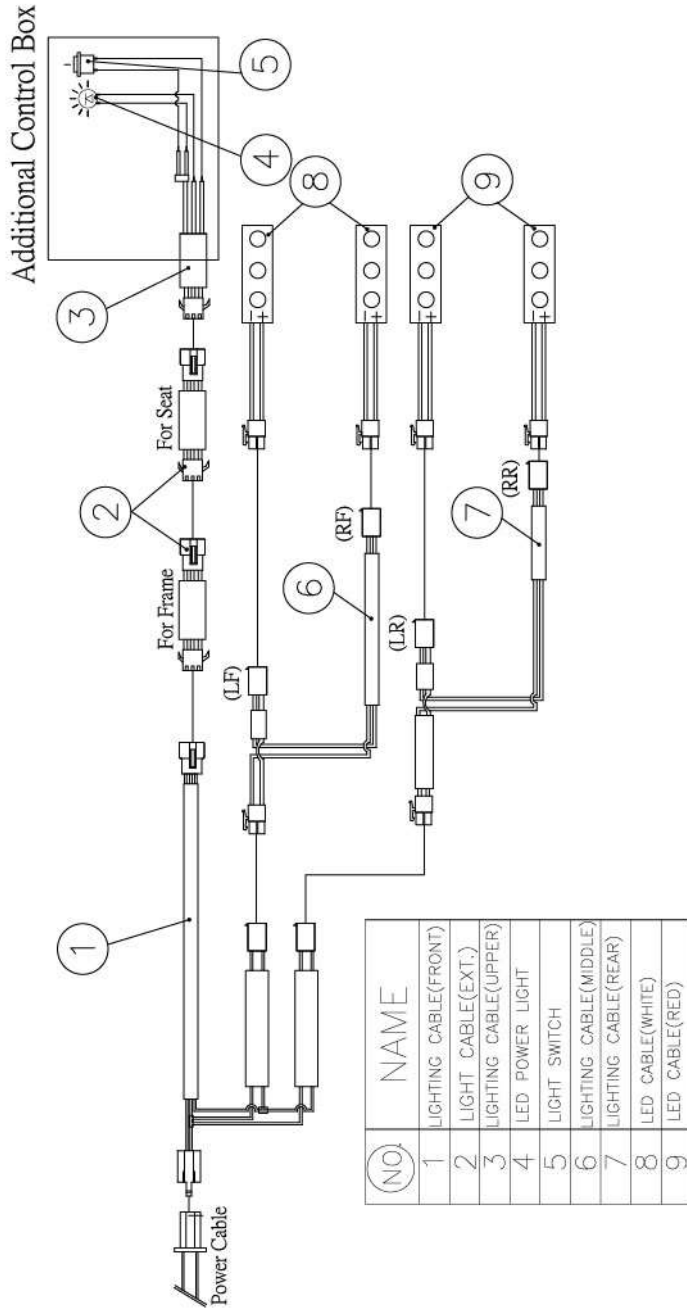 Additional Control Box
5
4
3
For Seat
2
For Frame
1
Power Cable
8
− +
− +
9
− +
− +
(LF)
(RF)
6
(LR)
(RR)
7
NO. NAME
1 LIGHTING CABLE(FRONT)
2 LIGHT CABLE(EXT.)
3 LIGHTING CABLE(UPPER)
4 LED POWER LIGHT
5 LIGHT SWITCH
6 LIGHTING CABLE(MIDDLE)
7 LIGHTING CABLE(REAR)
8 LED CABLE(WHITE)
9 LED CABLE(RED)